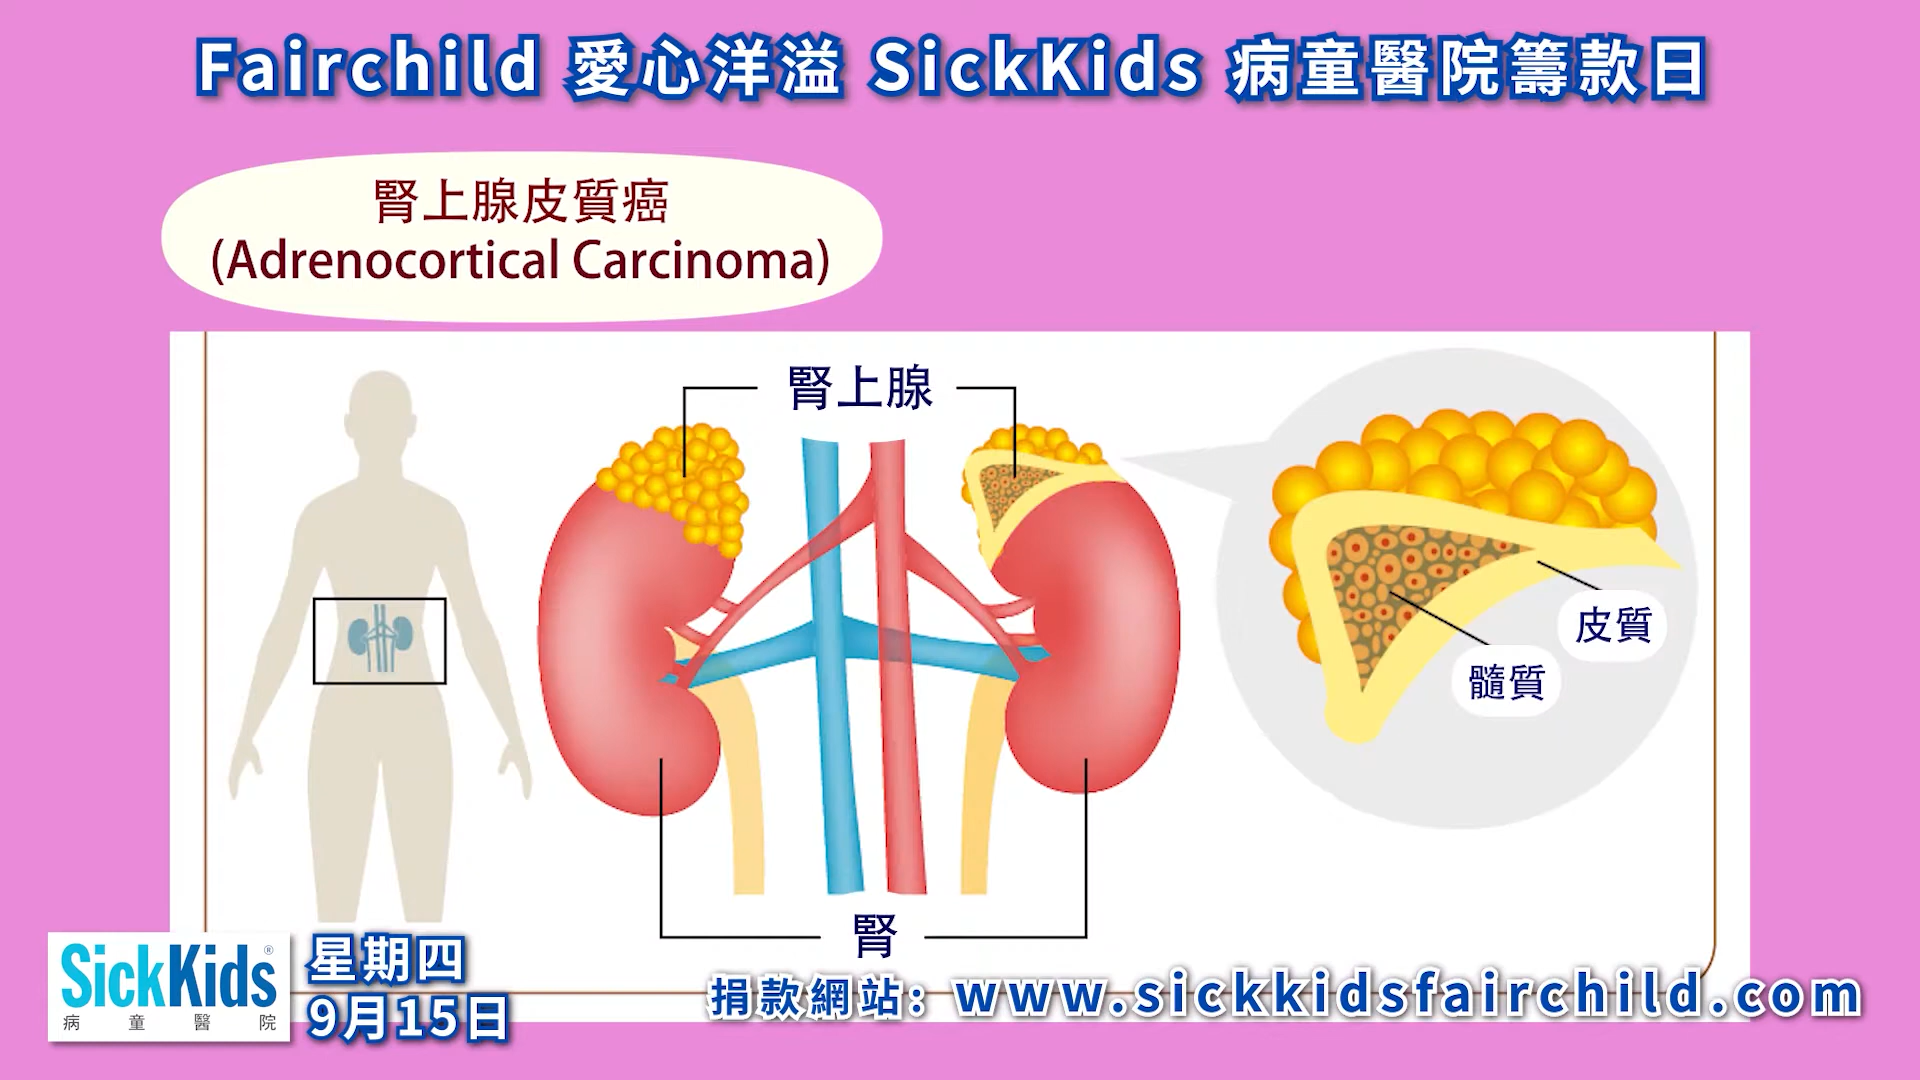 Fairchild 愛心洋溢 SickKids 病童醫院籌款日
腎上腺皮質癌
(Adrenocortical Carcinoma)
腎上腺
皮質
髓質
腎
SickKids®
病童醫院
星期四
9月15日
捐款網站: www.sickkidsfairchild.com